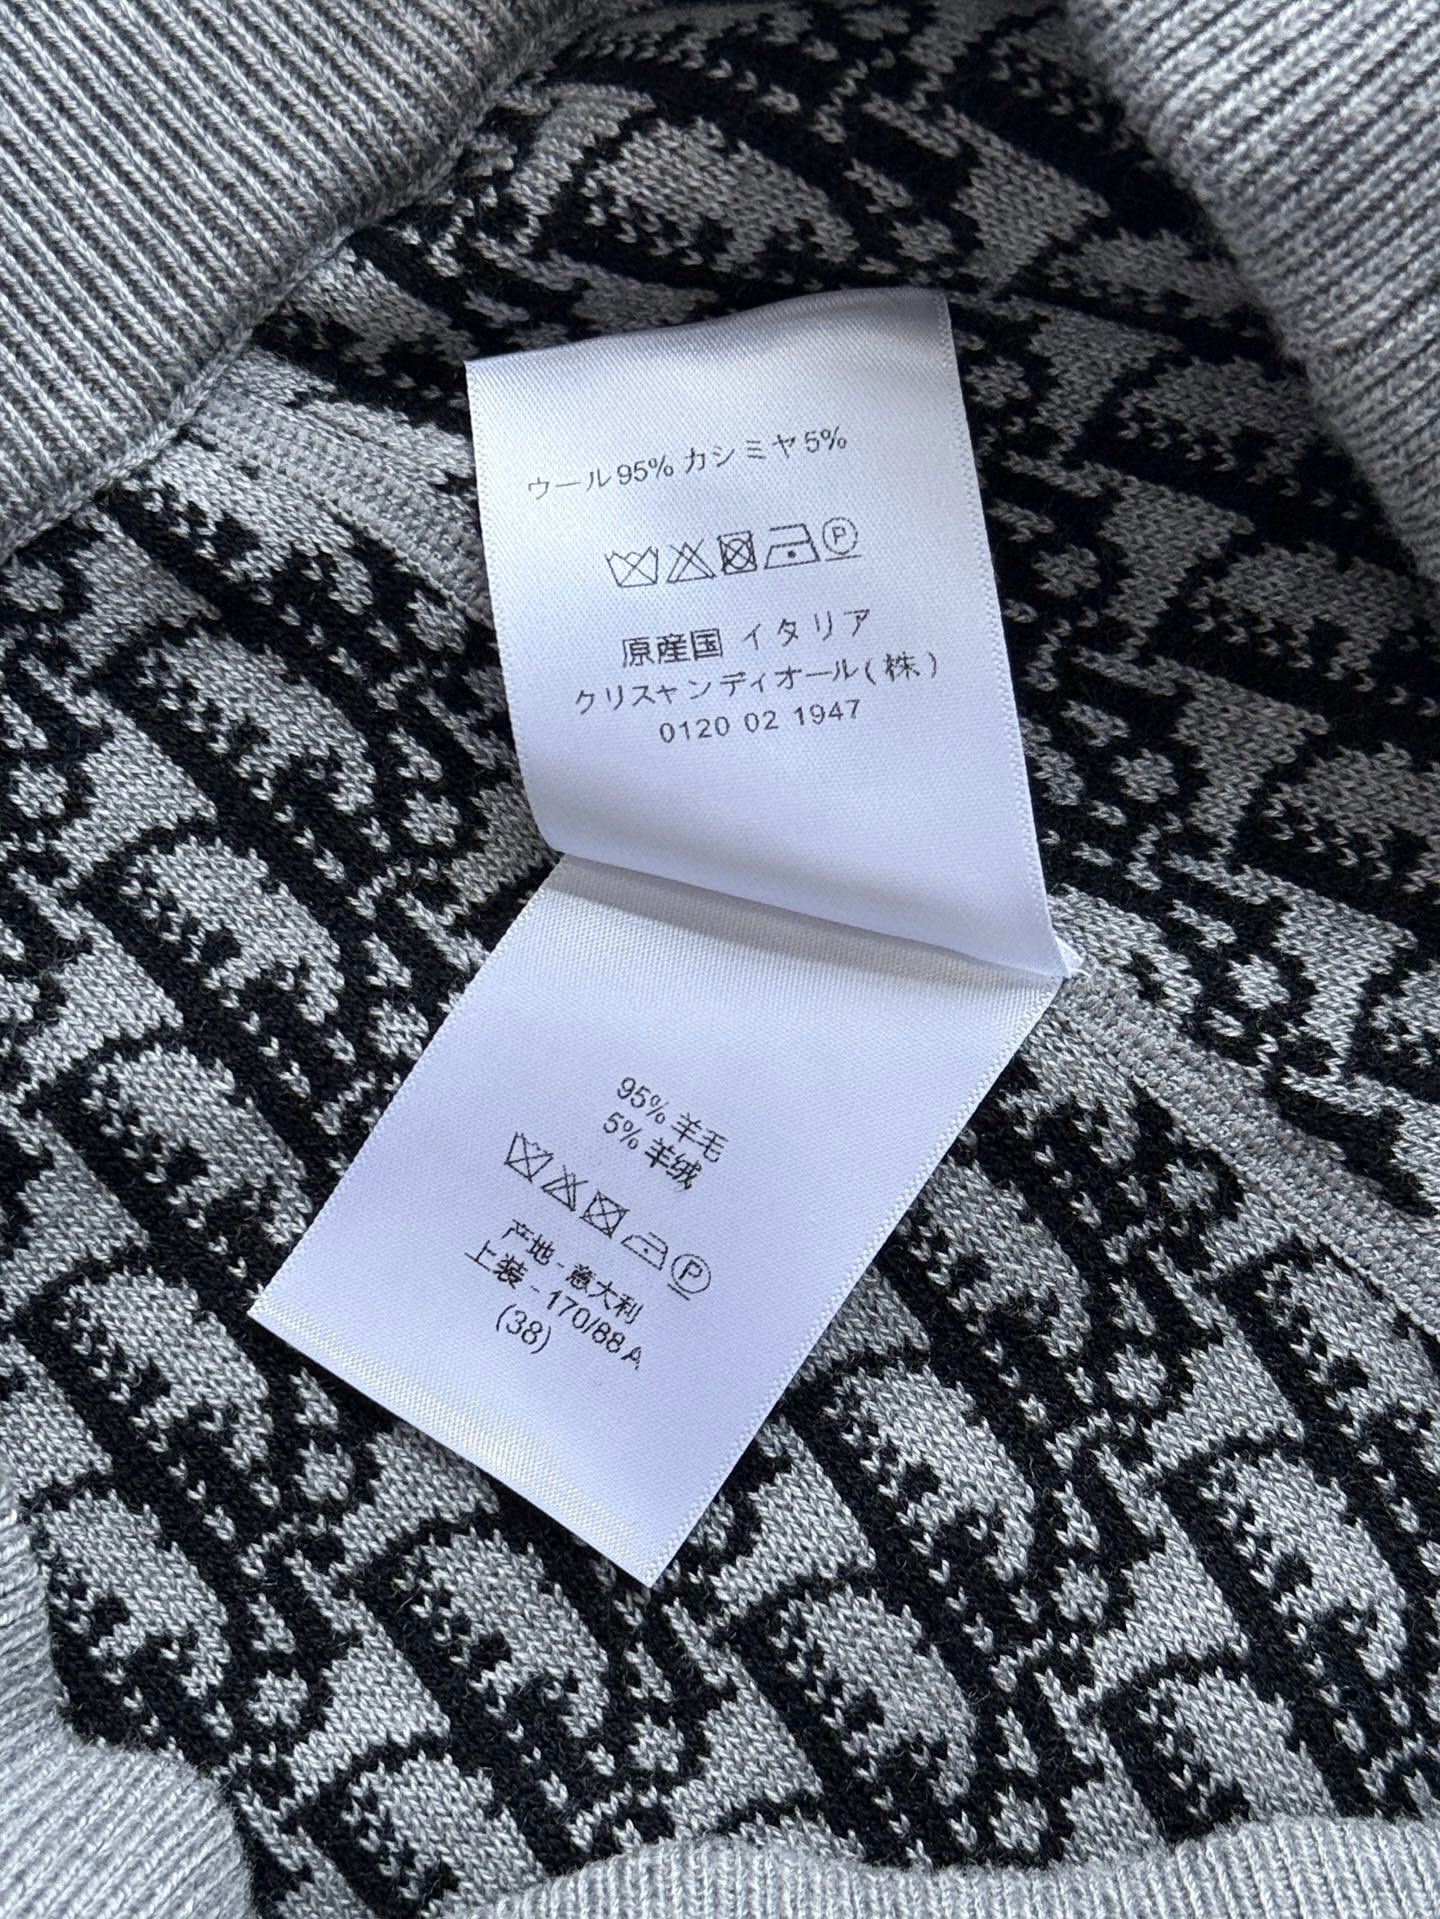 ウール95% カシミヤ5%
P
原産国 イタリア
クリスャンディオール(株)
0120 02 1947
95% 羊毛
5% 羊绒
P
产地-意大利
上装-170/88A
(38)